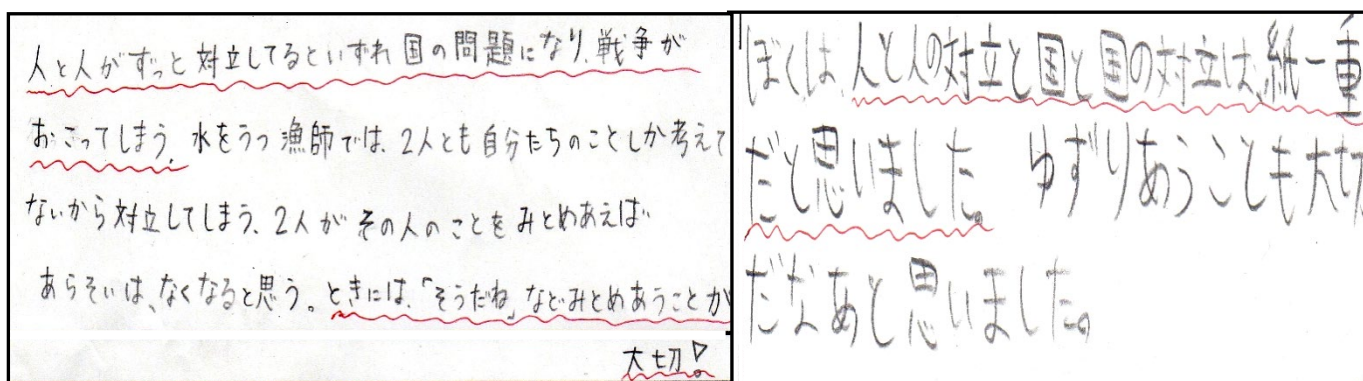 人と人がずっと対立してるといずれ国の問題になり、戦争が
おこってしまう。水をうつ漁師では、2人とも自分たちのことしか考えて
ないから対立してしまう、2人がその人のことをみとめあえば
あらそいは、なくなると思う。ときには、「そうだね」などみとめあうことが
大切!
ぼくは、人と人の対立と国と国の対立は、紙一重
だと思いました。ゆずりあうことも大切
だなあと思いました。